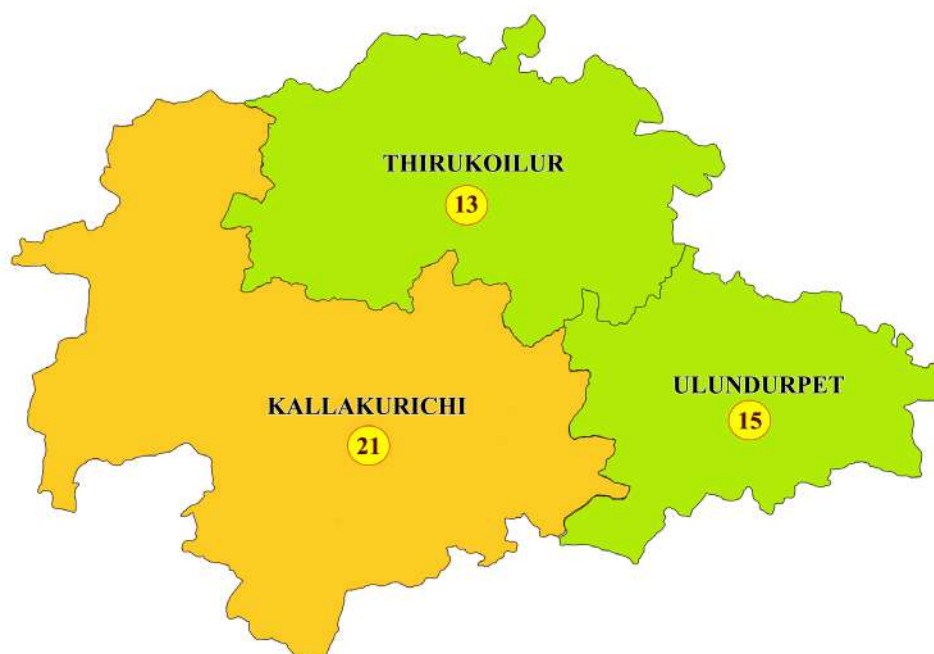 THIRUKOILUR
13
KALLAKURICHI
21
ULUNDURPET
15